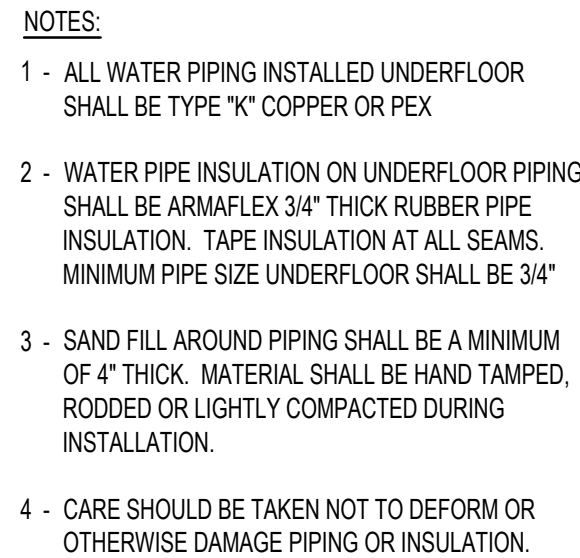 NOTES:
1 - ALL WATER PIPING INSTALLED UNDERFLOOR
SHALL BE TYPE "K" COPPER OR PEX
2 - WATER PIPE INSULATION ON UNDERFLOOR PIPING
SHALL BE ARMAFLEX 3/4" THICK RUBBER PIPE
INSULATION. TAPE INSULATION AT ALL SEAMS.
MINIMUM PIPE SIZE UNDERFLOOR SHALL BE 3/4"
3 - SAND FILL AROUND PIPING SHALL BE A MINIMUM
OF 4" THICK. MATERIAL SHALL BE HAND TAMPED,
RODDED OR LIGHTLY COMPACTED DURING
INSTALLATION.
4 - CARE SHOULD BE TAKEN NOT TO DEFORM OR
OTHERWISE DAMAGE PIPING OR INSULATION.